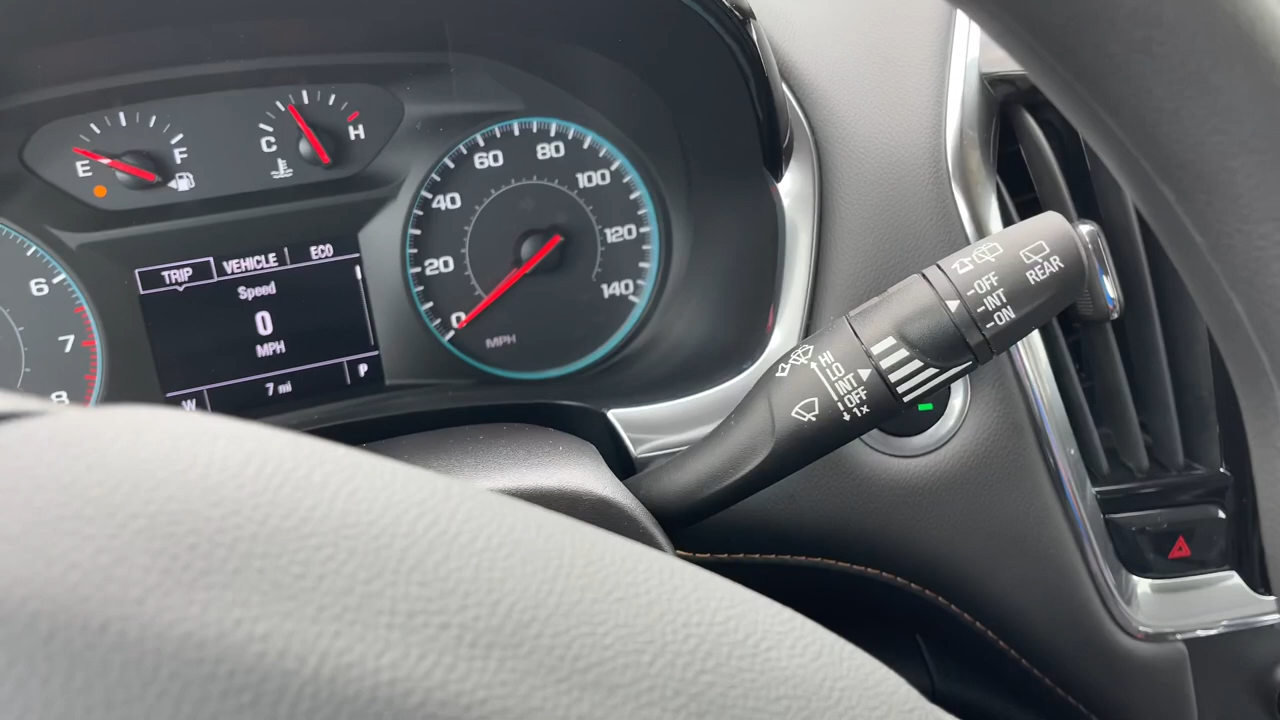 E F
C H
6
7
8
TRIP VEHICLE ECO
Speed
0
MPH
W 7 mi P
0
20
40
60
80
100
120
140
MPH
HI
LO
INT
OFF
1x
-OFF
-INT
-ON
REAR